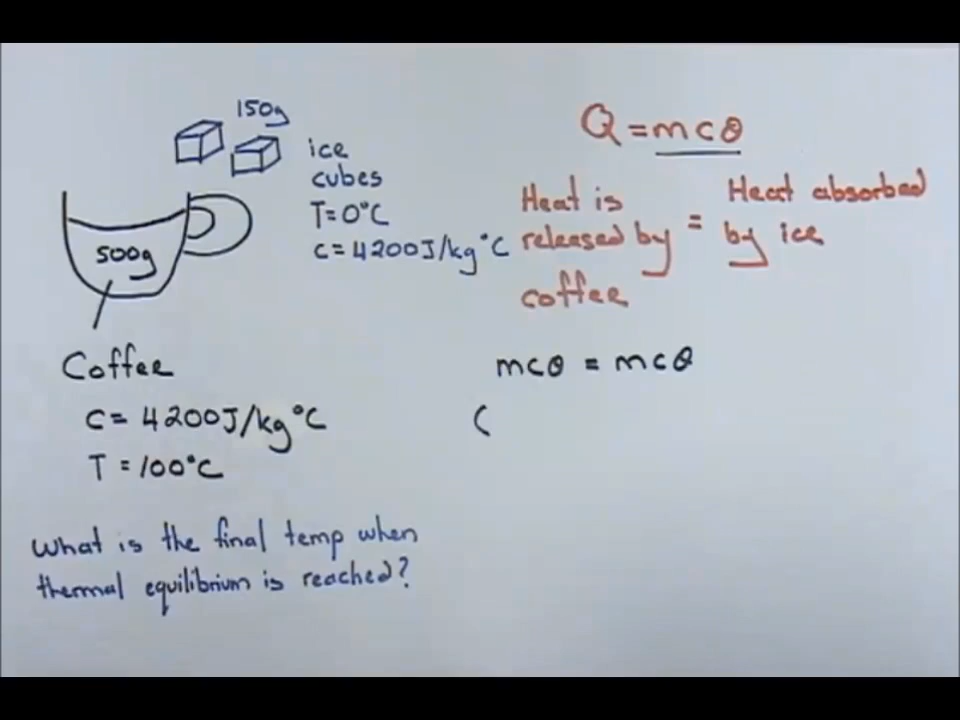 150g
ice
cubes
T=0°C
c=4200J/kg°C
500g
Coffee
c=4200J/kg°C
T=100°C
What is the final temp when
thermal equilibrium is reached?
Q=mcθ
Heat is
released by
coffee
=
Heat absorbed
by ice
mcθ = mcθ
(